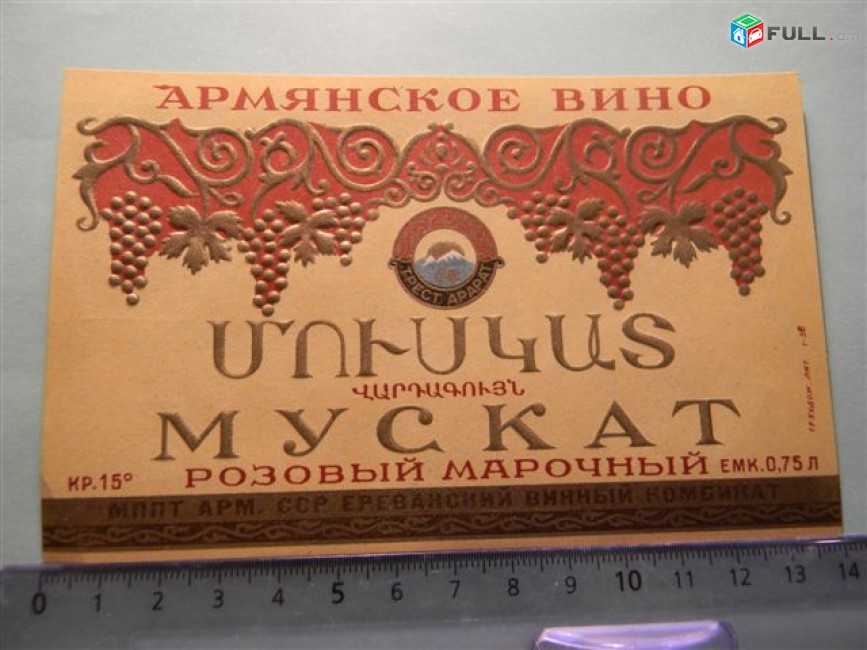 FULL.am
АРМЯНСКОЕ ВИНО
ТРЕСТ АРАРАТ
ՄՈՒՍԿԱՏ
ՎԱՐԴԱԳՈՒՅՆ
МУСКАТ
КР.15° РОЗОВЫЙ МАРОЧНЫЙ ЕМК.0,75 Л
МППТ АРМ. ССР ЕРЕВАНСКИЙ ВИННЫЙ КОМБИНАТ
0 1 2 3 4 5 6 7 8 9 10 11 12 13 14